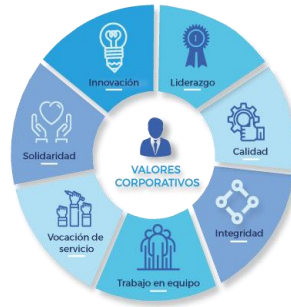 Innovación
Liderazgo
Solidaridad
Calidad
VALORES
CORPORATIVOS
Vocación de
servicio
Integridad
Trabajo en equipo